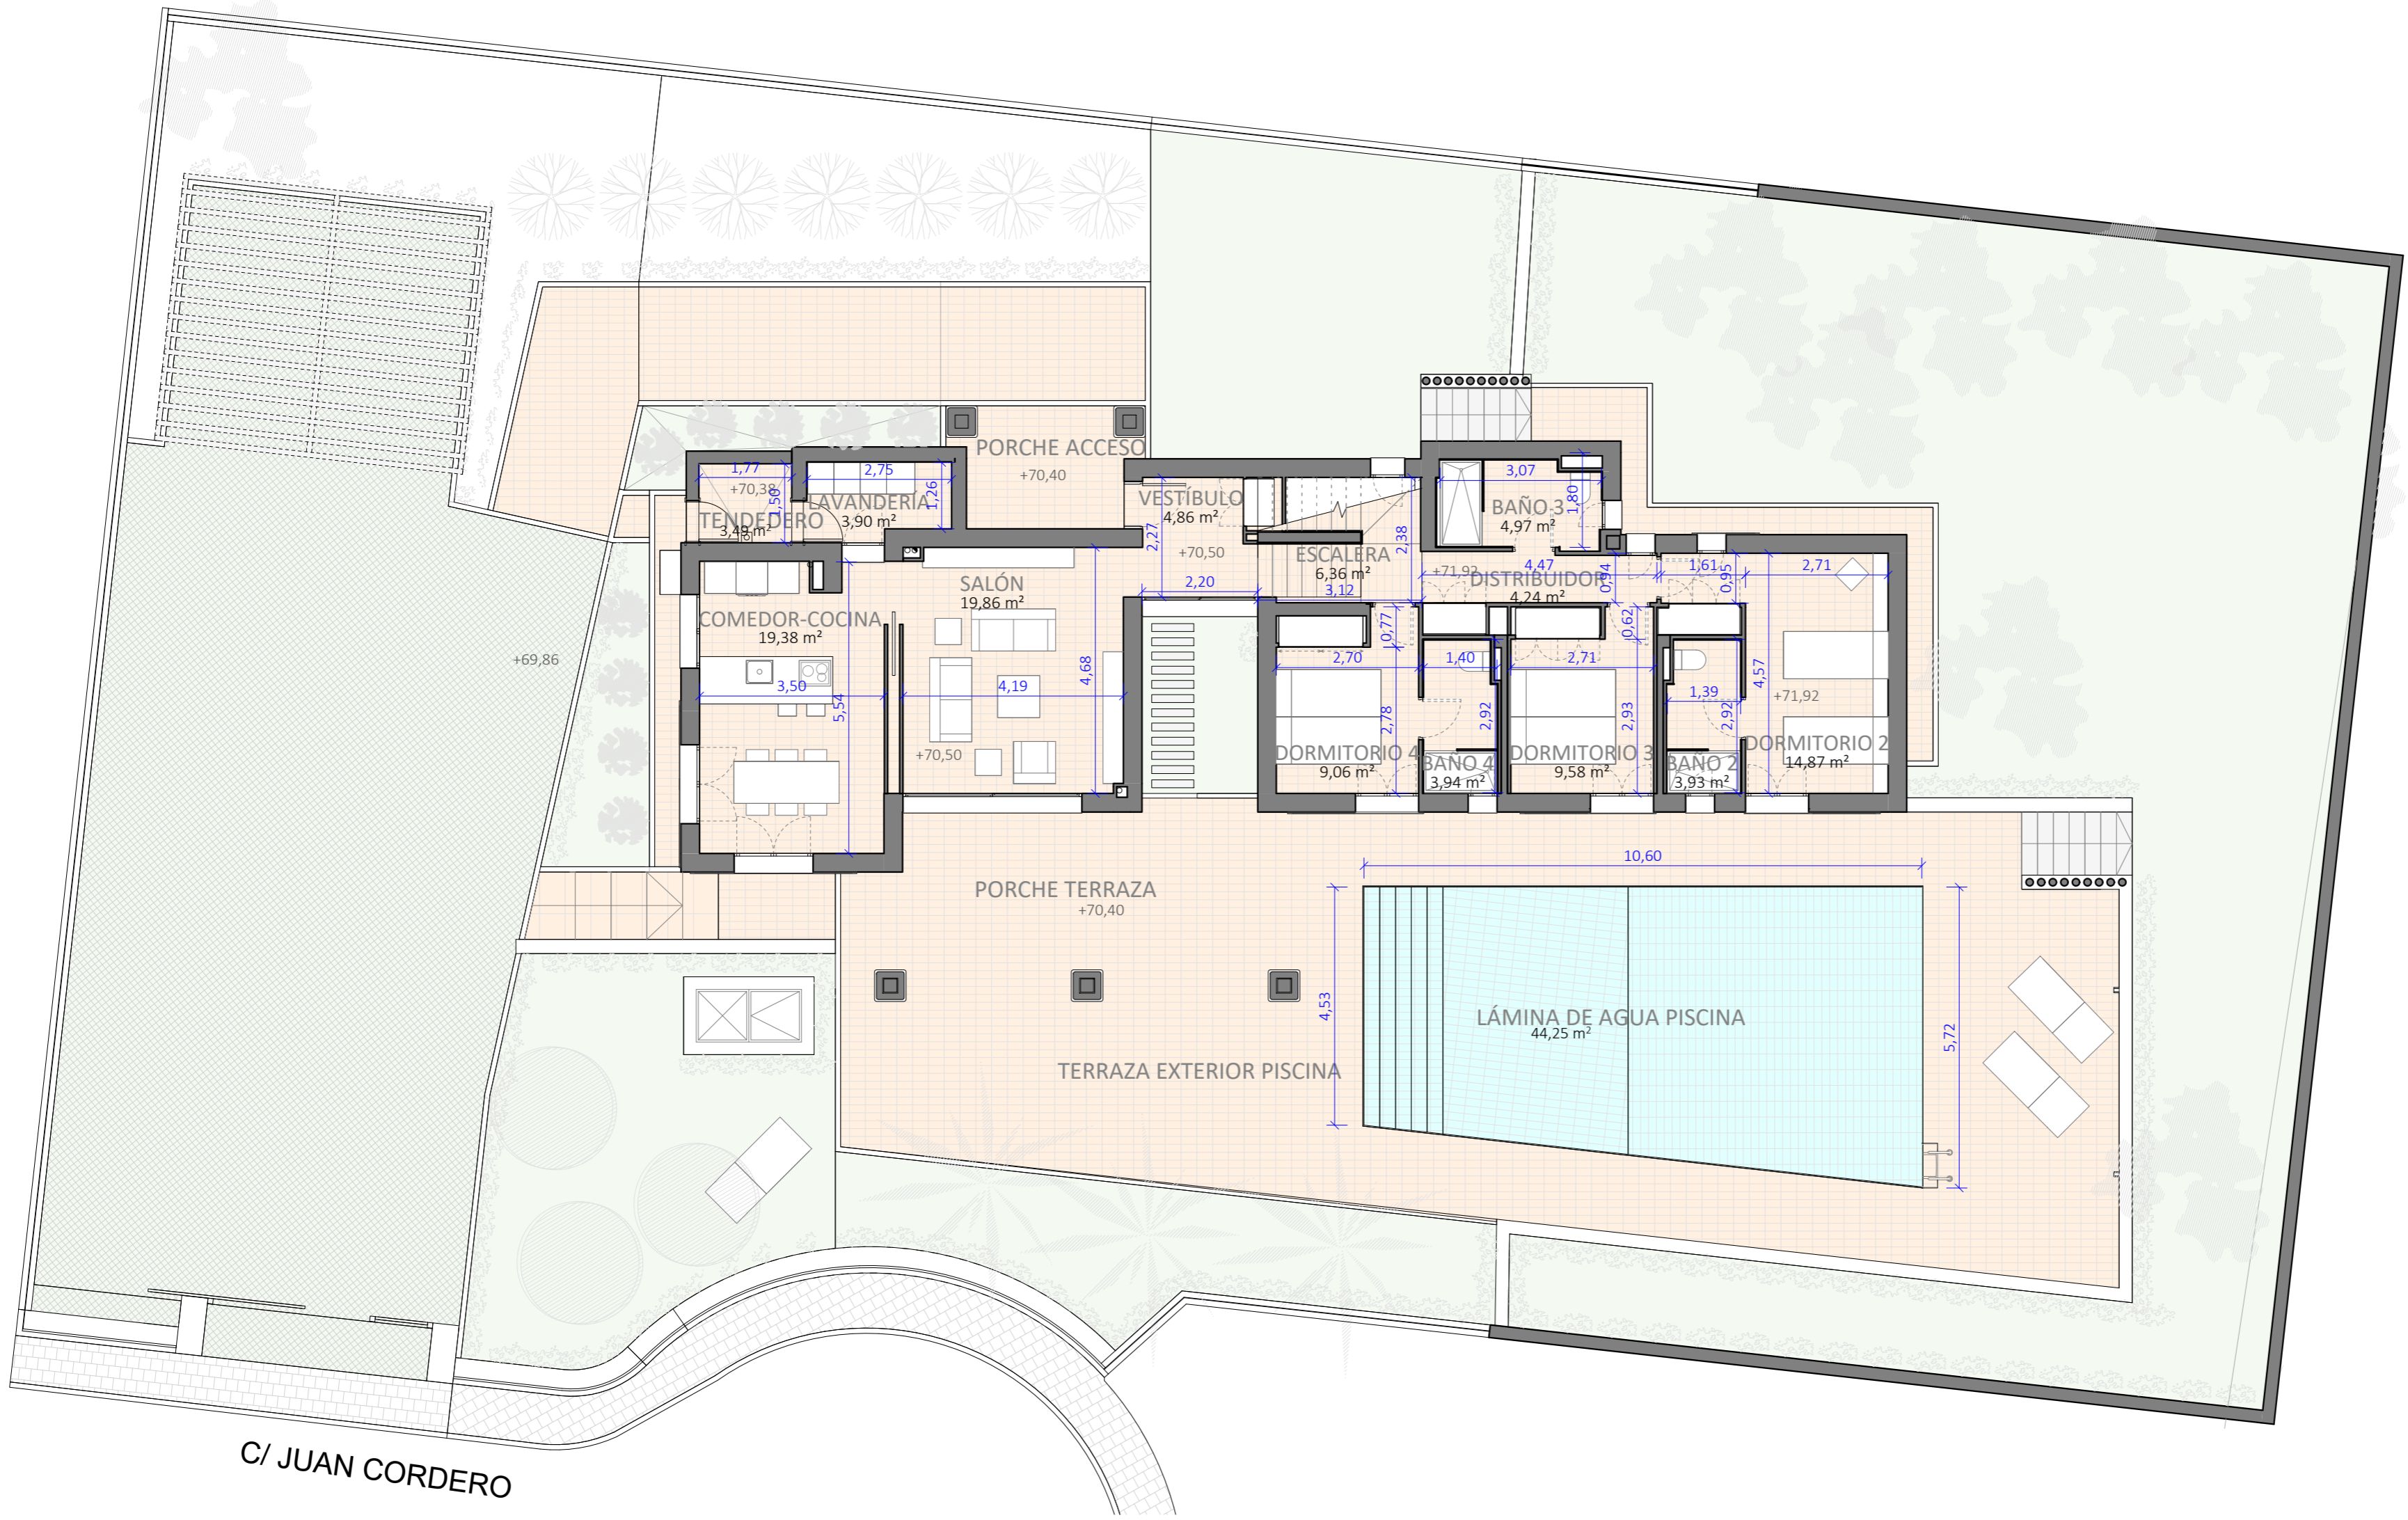 PORCHE ACCESO
+70,40
1,77
2,75
+70,38
1,50
1,26
LAVANDERÍA
3,90 m²
TENDEDERO
3,49 m²
VESTÍBULO
4,86 m²
2,27
+70,50
2,20
ESCALERA
6,36 m²
2,38
3,12
3,07
1,80
BAÑO 3
4,97 m²
+71,92
4,47
0,94
DISTRIBUIDOR
4,24 m²
1,61
0,95
2,71
SALÓN
19,86 m²
COMEDOR-COCINA
19,38 m²
+69,86
3,50
5,54
4,19
4,68
+70,50
0,77
2,70
2,78
DORMITORIO 4
9,06 m²
1,40
2,92
BAÑO 4
3,94 m²
0,62
2,71
2,93
DORMITORIO 3
9,58 m²
1,39
2,92
BAÑO 2
3,93 m²
4,57
+71,92
DORMITORIO 2
14,87 m²
10,60
PORCHE TERRAZA
+70,40
4,53
LÁMINA DE AGUA PISCINA
44,25 m²
5,72
TERRAZA EXTERIOR PISCINA
C/ JUAN CORDERO